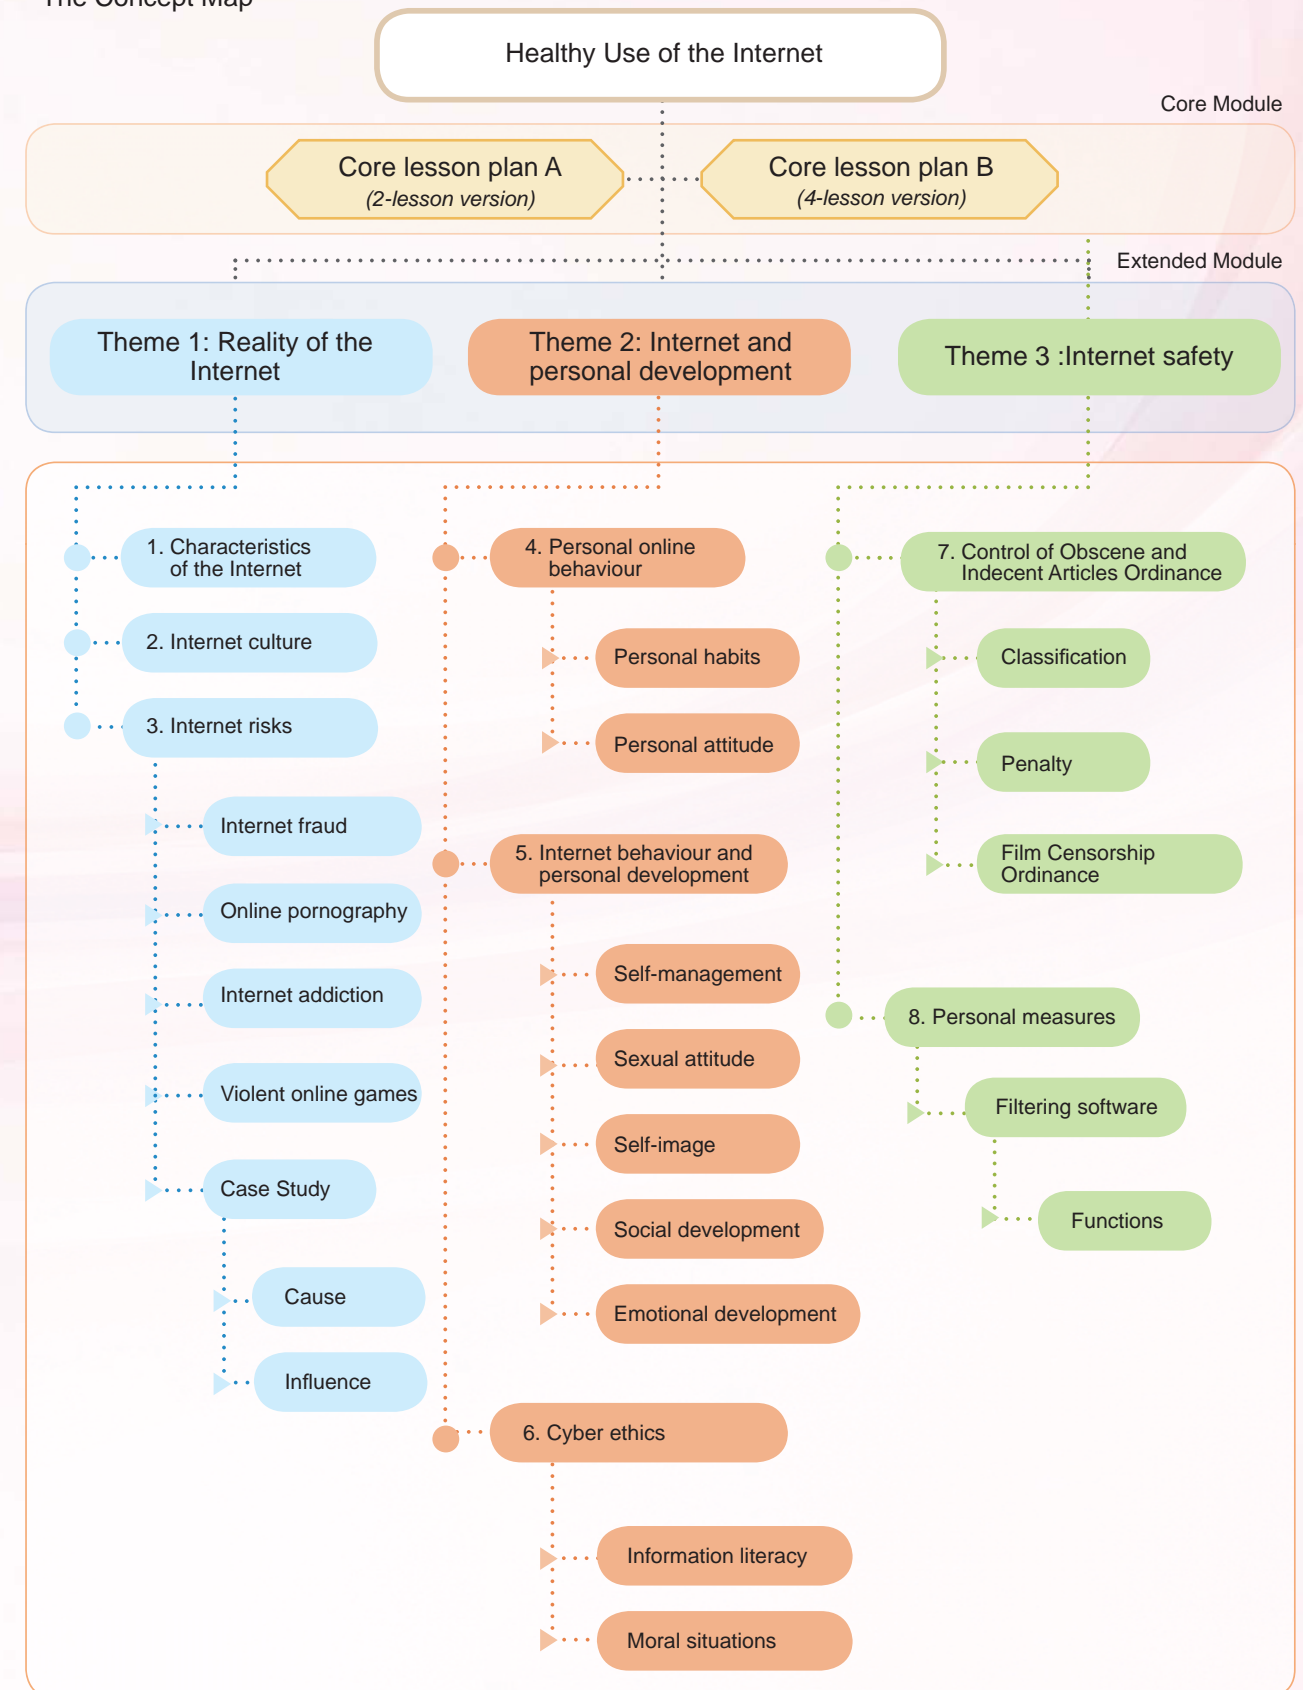 The Concept Map
Healthy Use of the Internet
Core Module
Core lesson plan A
(2-lesson version)
Core lesson plan B
(4-lesson version)
Extended Module
Theme 1: Reality of the
Internet
Theme 2: Internet and
personal development
Theme 3 :Internet safety
1. Characteristics
of the Internet
2. Internet culture
3. Internet risks
Internet fraud
Online pornography
Internet addiction
Violent online games
Case Study
Cause
Influence
4. Personal online
behaviour
Personal habits
Personal attitude
5. Internet behaviour and
personal development
Self-management
Sexual attitude
Self-image
Social development
Emotional development
6. Cyber ethics
Information literacy
Moral situations
7. Control of Obscene and
Indecent Articles Ordinance
Classification
Penalty
Film Censorship
Ordinance
8. Personal measures
Filtering software
Functions